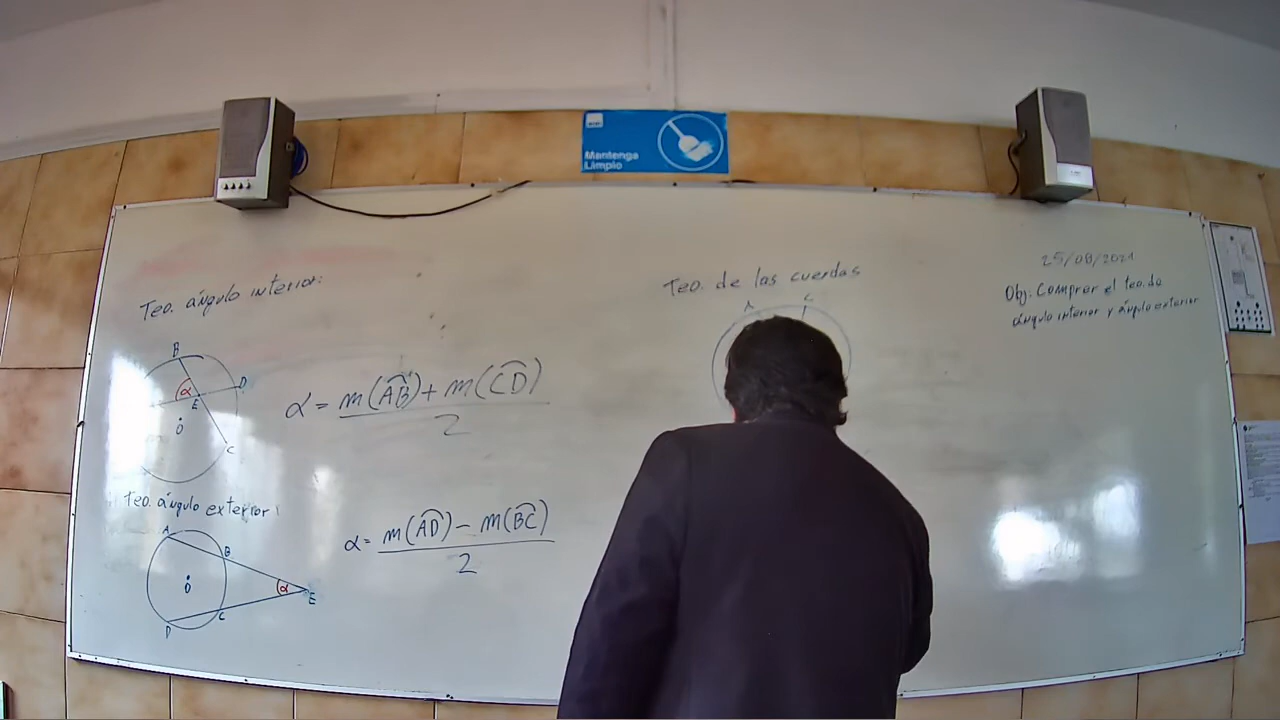 Mantenga
Limpio
Teo. ángulo interior:
B
D
α
E
O
C
α = m(AB) + m(CD)
2
Teo. ángulo exterior:
A
B
O
α
E
C
D
α = m(AD) - m(BC)
2
Teo. de las cuerdas
A
C
25/08/2021
Obj. Comprer el teo. de
ángulo interior y ángulo exterior